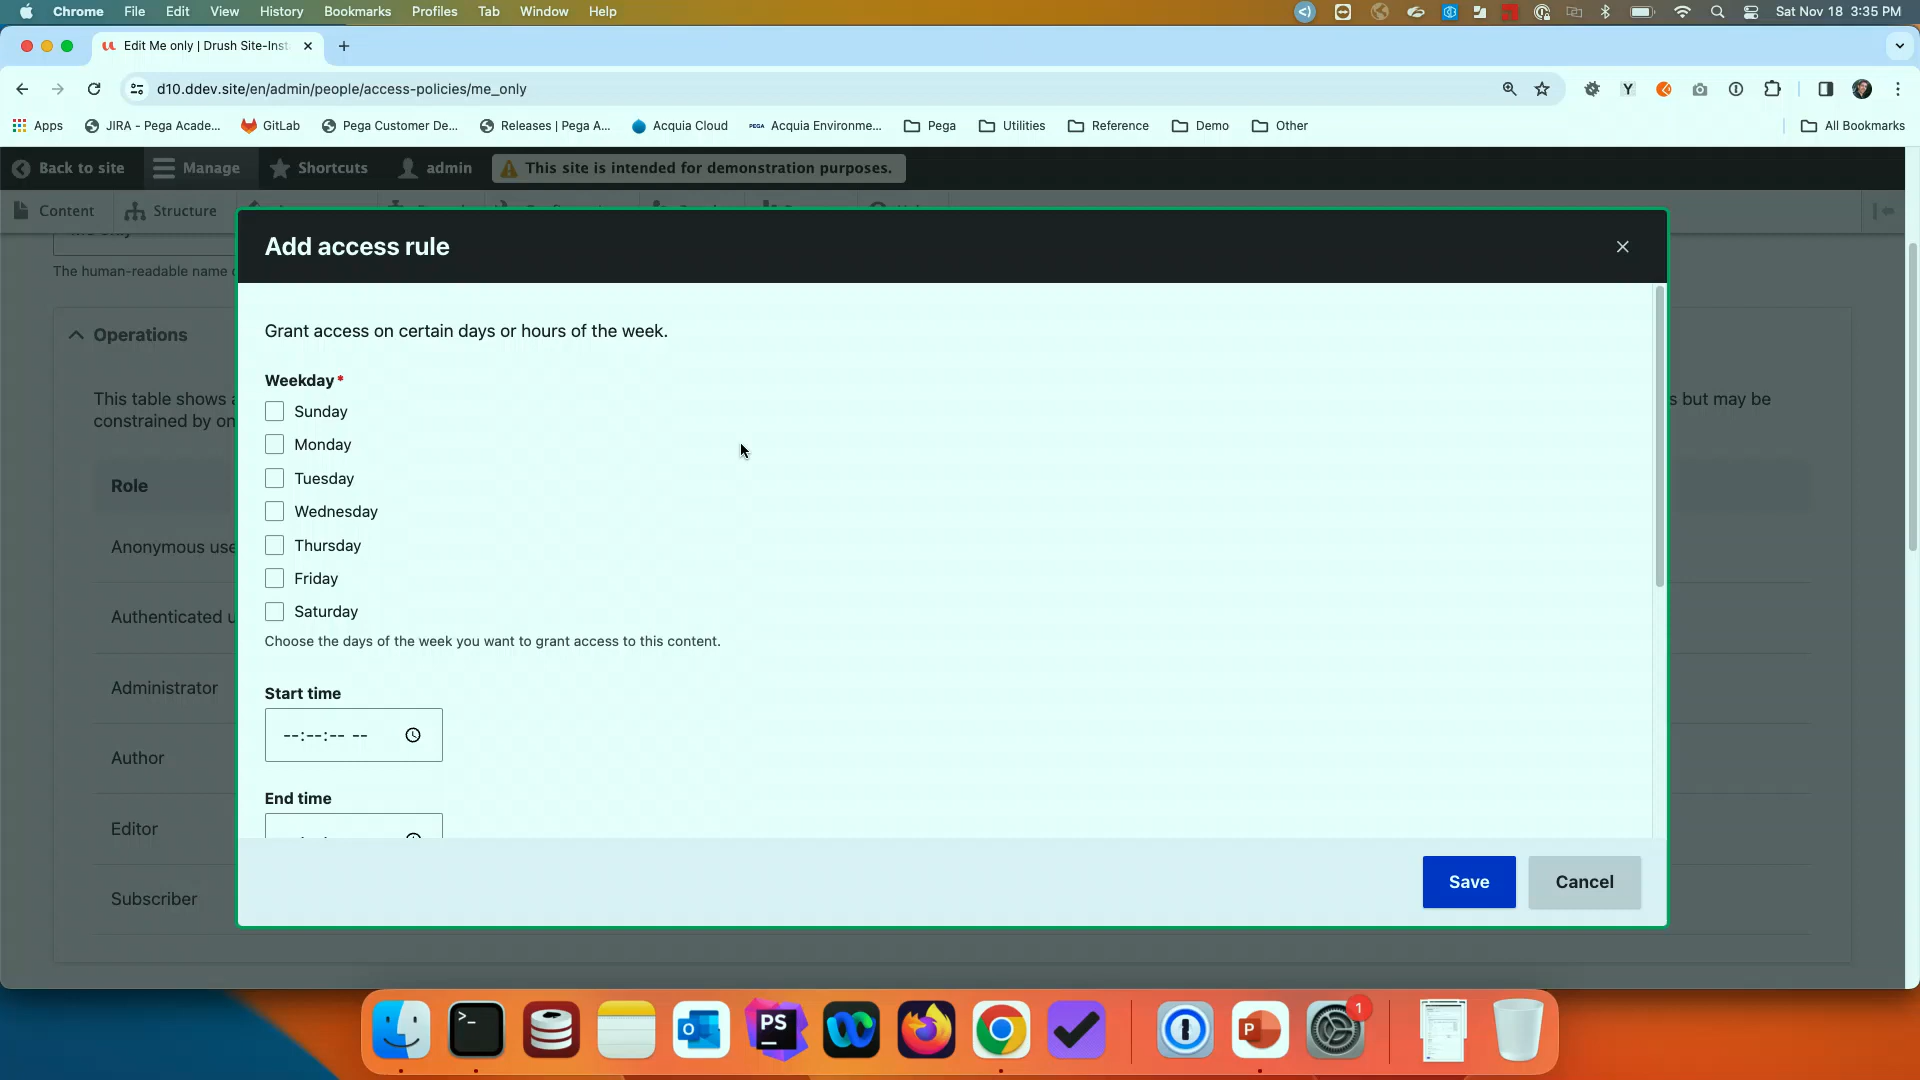 Chrome File Edit View History Bookmarks Profiles Tab Window Help Sat Nov 18 3:35 PM
Edit Me only | Drush Site-Inst
d10.ddev.site/en/admin/people/access-policies/me_only
Apps JIRA - Pega Acade... GitLab Pega Customer De... Releases | Pega A... Acquia Cloud PEGA Acquia Environme... Pega Utilities Reference Demo Other All Bookmarks
Back to site Manage Shortcuts admin This site is intended for demonstration purposes.
Content Structure
Add access rule
The human-readable name
Grant access on certain days or hours of the week.
Operations
Weekday*
This table shows
s but may be
constrained by on
Sunday
Monday
Tuesday
Wednesday
Thursday
Friday
Saturday
Choose the days of the week you want to grant access to this content.
Role
Anonymous use
Authenticated u
Administrator
Author
Editor
Subscriber
Start time
--:--:-- --
End time
Save Cancel
>_ PS P 1